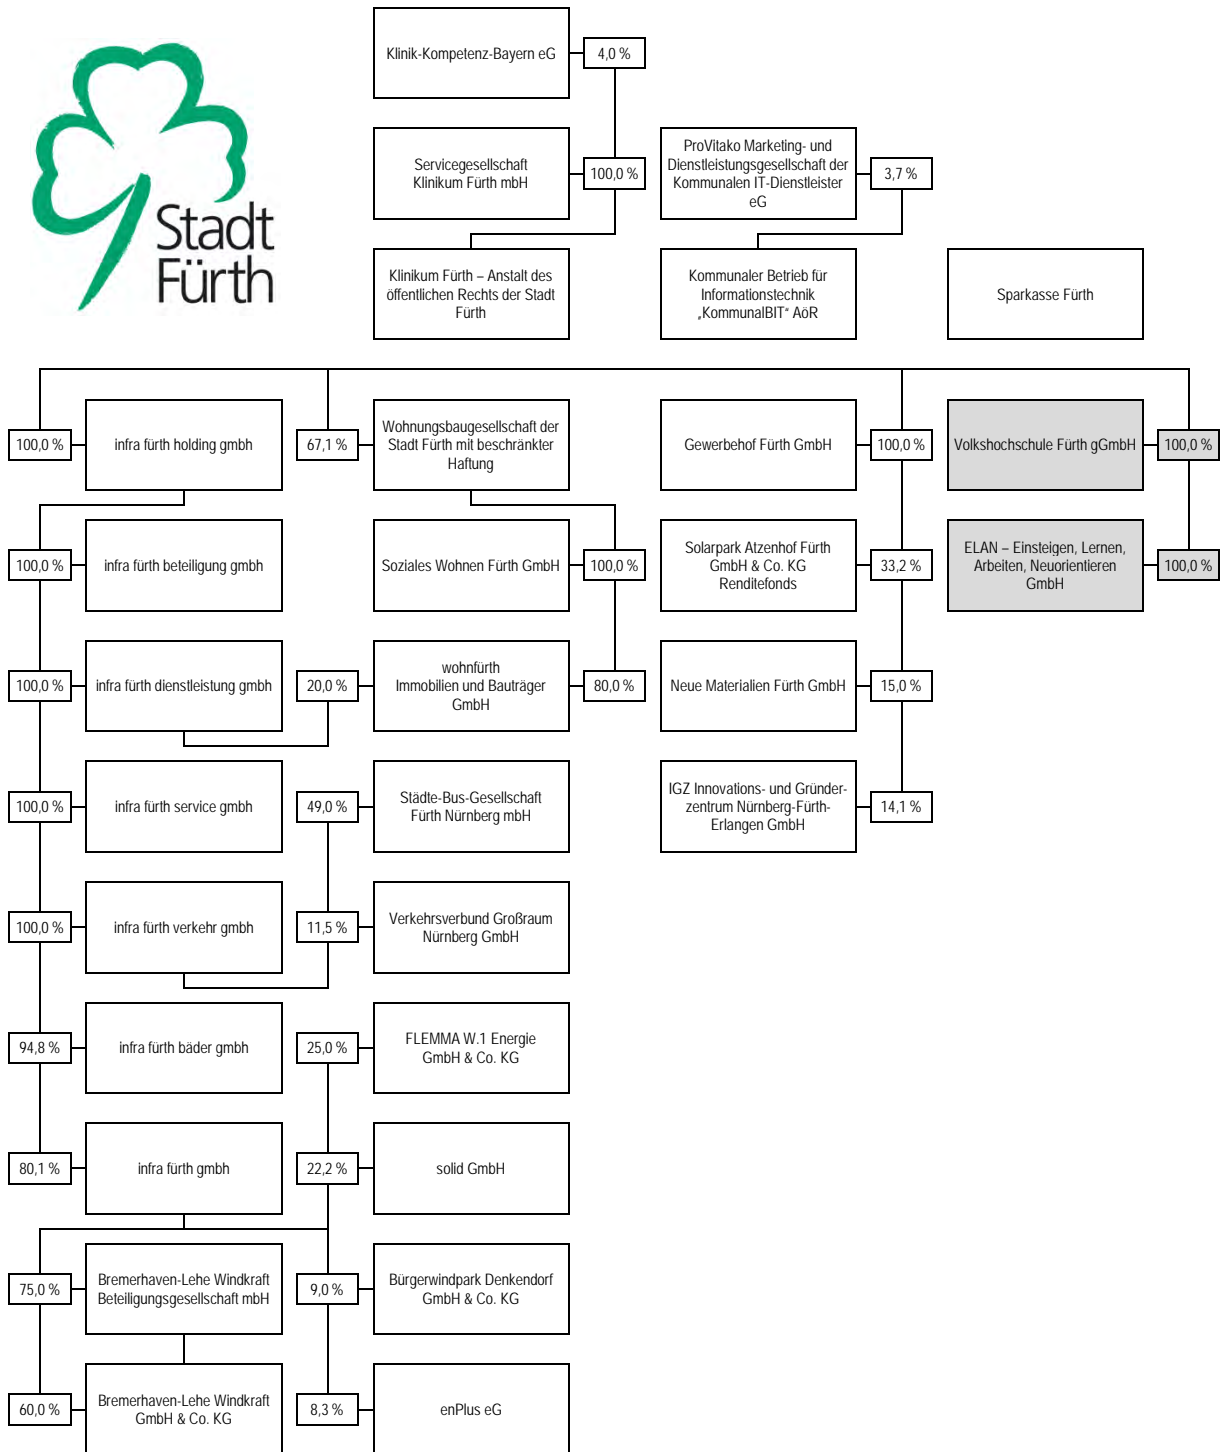 Klinik-Kompetenz-Bayern eG
4,0 %
Servicegesellschaft
Klinikum Fürth mbH
100,0 %
ProVitako Marketing- und
Dienstleistungsgesellschaft der
Kommunalen IT-Dienstleister
eG
3,7 %
Stadt
Fürth
Klinikum Fürth – Anstalt des
öffentlichen Rechts der Stadt
Fürth
Kommunaler Betrieb für
Informationstechnik
„KommunalBIT“ AöR
Sparkasse Fürth
100,0 %
infra fürth holding gmbh
67,1 %
Wohnungsbaugesellschaft der
Stadt Fürth mit beschränkter
Haftung
Gewerbehof Fürth GmbH
100,0 %
Volkshochschule Fürth gGmbH
100,0 %
100,0 %
infra fürth beteiligung gmbh
Soziales Wohnen Fürth GmbH
100,0 %
Solarpark Atzenhof Fürth
GmbH & Co. KG
Renditefonds
33,2 %
ELAN – Einsteigen, Lernen,
Arbeiten, Neuorientieren
GmbH
100,0 %
100,0 %
infra fürth dienstleistung gmbh
20,0 %
wohnfürth
Immobilien und Bauträger
GmbH
80,0 %
Neue Materialien Fürth GmbH
15,0 %
100,0 %
infra fürth service gmbh
49,0 %
Städte-Bus-Gesellschaft
Fürth Nürnberg mbH
IGZ Innovations- und Gründer-
zentrum Nürnberg-Fürth-
Erlangen GmbH
14,1 %
100,0 %
infra fürth verkehr gmbh
11,5 %
Verkehrsverbund Großraum
Nürnberg GmbH
94,8 %
infra fürth bäder gmbh
25,0 %
FLEMMA W.1 Energie
GmbH & Co. KG
80,1 %
infra fürth gmbh
22,2 %
solid GmbH
75,0 %
Bremerhaven-Lehe Windkraft
Beteiligungsgesellschaft mbH
9,0 %
Bürgerwindpark Denkendorf
GmbH & Co. KG
60,0 %
Bremerhaven-Lehe Windkraft
GmbH & Co. KG
8,3 %
enPlus eG